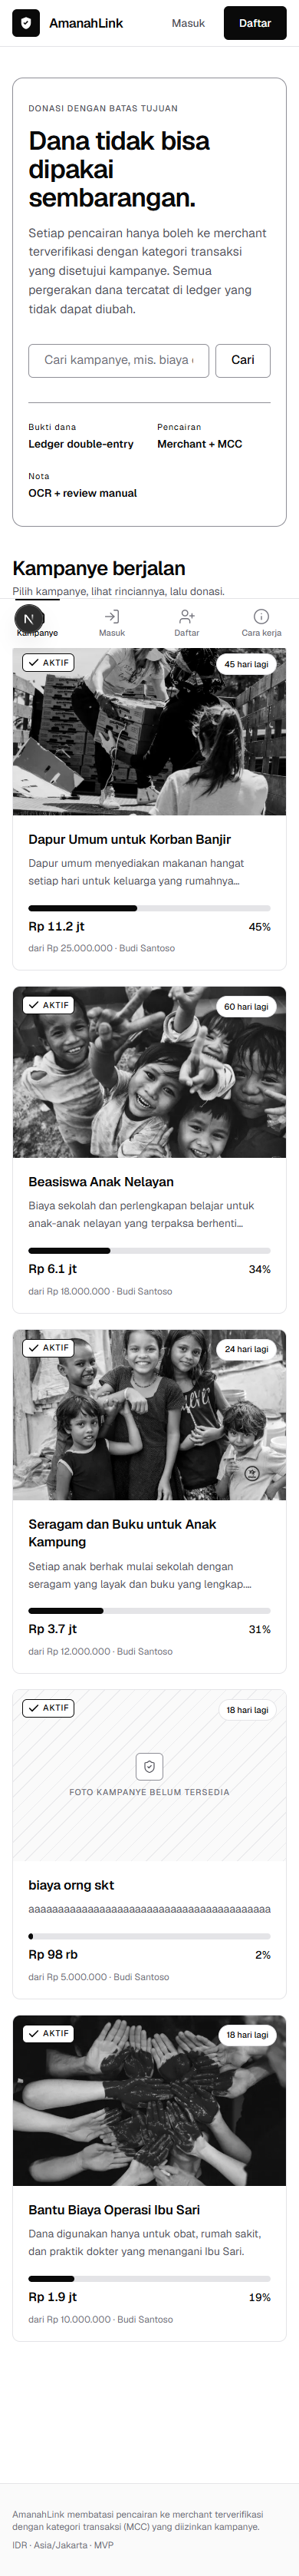 AmanahLink
Masuk
Daftar
DONASI DENGAN BATAS TUJUAN
Dana tidak bisa
dipakai
sembarangan.
Setiap pencairan hanya boleh ke merchant
terverifikasi dengan kategori transaksi
yang disetujui kampanye. Semua
pergerakan dana tercatat di ledger yang
tidak dapat diubah.
Cari kampanye, mis. biaya
Cari
Bukti dana
Ledger double-entry
Pencairan
Merchant + MCC
Nota
OCR + review manual
Kampanye berjalan
Pilih kampanye, lihat rinciannya, lalu donasi.
N
Kampanye
Masuk
Daftar
Cara kerja
AKTIF
45 hari lagi
Dapur Umum untuk Korban Banjir
Dapur umum menyediakan makanan hangat
setiap hari untuk keluarga yang rumahnya...
Rp 11.2 jt
45%
dari Rp 25.000.000 · Budi Santoso
AKTIF
60 hari lagi
Beasiswa Anak Nelayan
Biaya sekolah dan perlengkapan belajar untuk
anak-anak nelayan yang terpaksa berhenti...
Rp 6.1 jt
34%
dari Rp 18.000.000 · Budi Santoso
AKTIF
24 hari lagi
Seragam dan Buku untuk Anak
Kampung
Setiap anak berhak mulai sekolah dengan
seragam yang layak dan buku yang lengkap....
Rp 3.7 jt
31%
dari Rp 12.000.000 · Budi Santoso
AKTIF
18 hari lagi
FOTO KAMPANYE BELUM TERSEDIA
biaya orng skt
aaaaaaaaaaaaaaaaaaaaaaaaaaaaaaaaaaaaaaaaaa
Rp 98 rb
2%
dari Rp 5.000.000 · Budi Santoso
AKTIF
18 hari lagi
Bantu Biaya Operasi Ibu Sari
Dana digunakan hanya untuk obat, rumah sakit,
dan praktik dokter yang menangani Ibu Sari.
Rp 1.9 jt
19%
dari Rp 10.000.000 · Budi Santoso
AmanahLink membatasi pencairan ke merchant terverifikasi
dengan kategori transaksi (MCC) yang diizinkan kampanye.
IDR · Asia/Jakarta · MVP